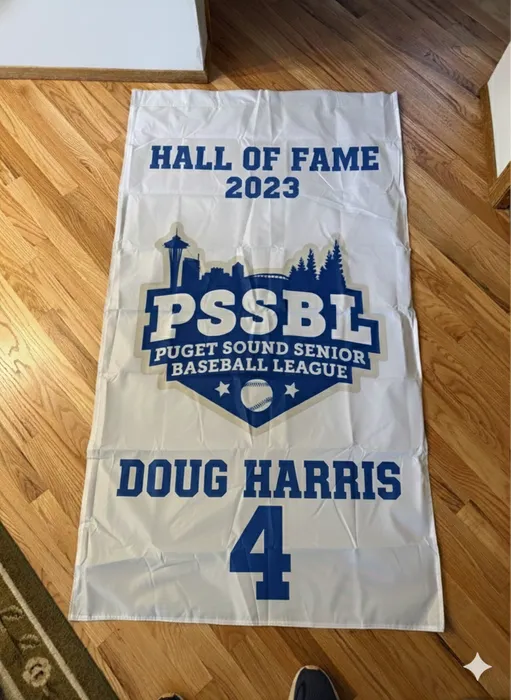 HALL OF FAME
2023
PSSBL
PUGET SOUND SENIOR
BASEBALL LEAGUE
DOUG HARRIS
4